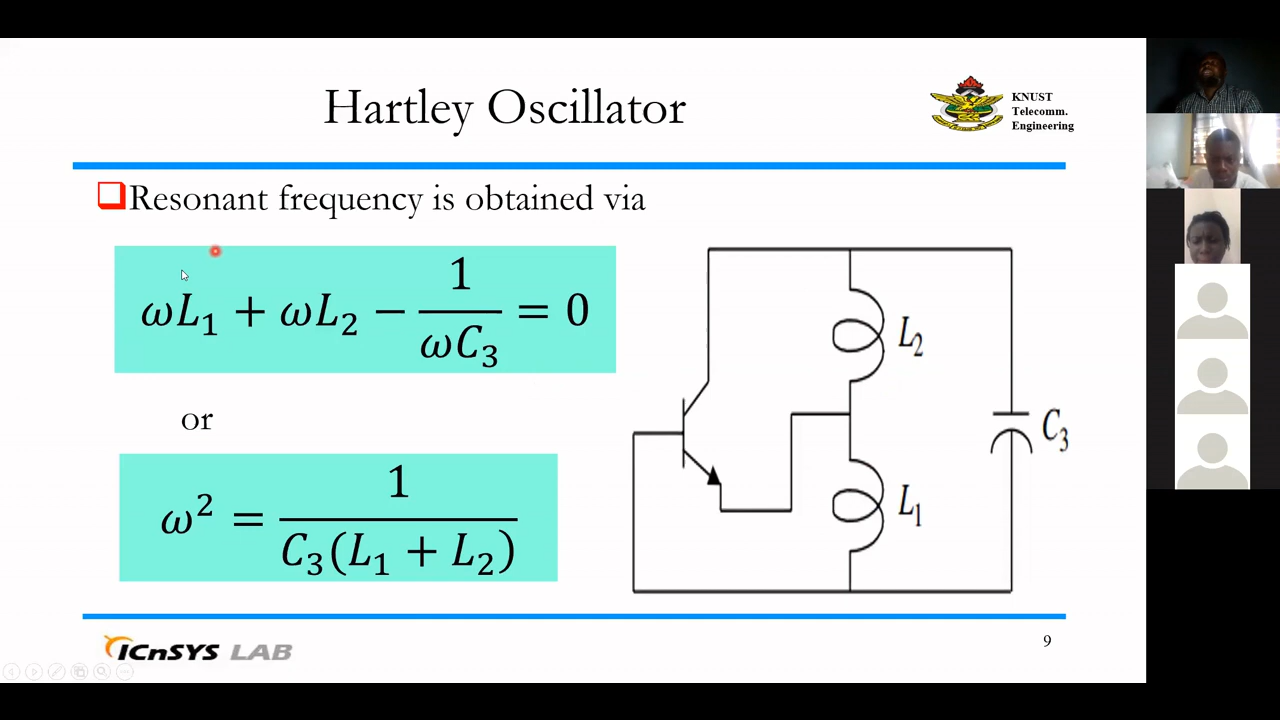 Hartley Oscillator
KNUST
Telecomm.
Engineering
Resonant frequency is obtained via
ωL₁ + ωL₂ − 1/ωC₃ = 0
or
ω² = 1/C₃(L₁ + L₂)
L₂
C₃
L₁
iCnSYS LAB
9